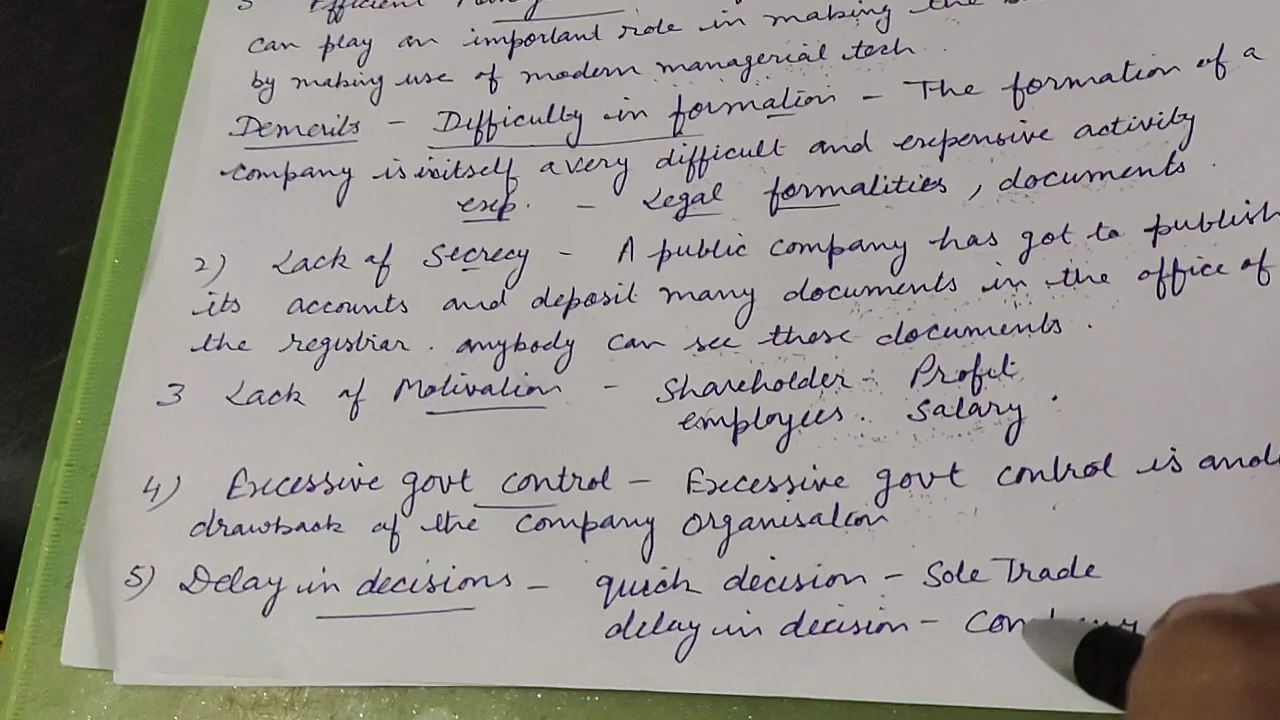 5 Efficient
can play an important role in making the
by making use of modern managerial tech.
Demerits - Difficulty in formation - The formation of a
company is initself a very difficult and expensive activity
exp. - Legal formalities, documents.
2) Lack of Secrecy - A public company has got to publish
its accounts and deposit many documents in the office of
the registrar. anybody can see these documents.
3 Lack of Motivation - Shareholder - Profit
employees. Salary.
4) Excessive govt control - Excessive govt control is
drawback of the company organisation
5) Delay in decisions - quick decision - Sole Trade
delay in decision -